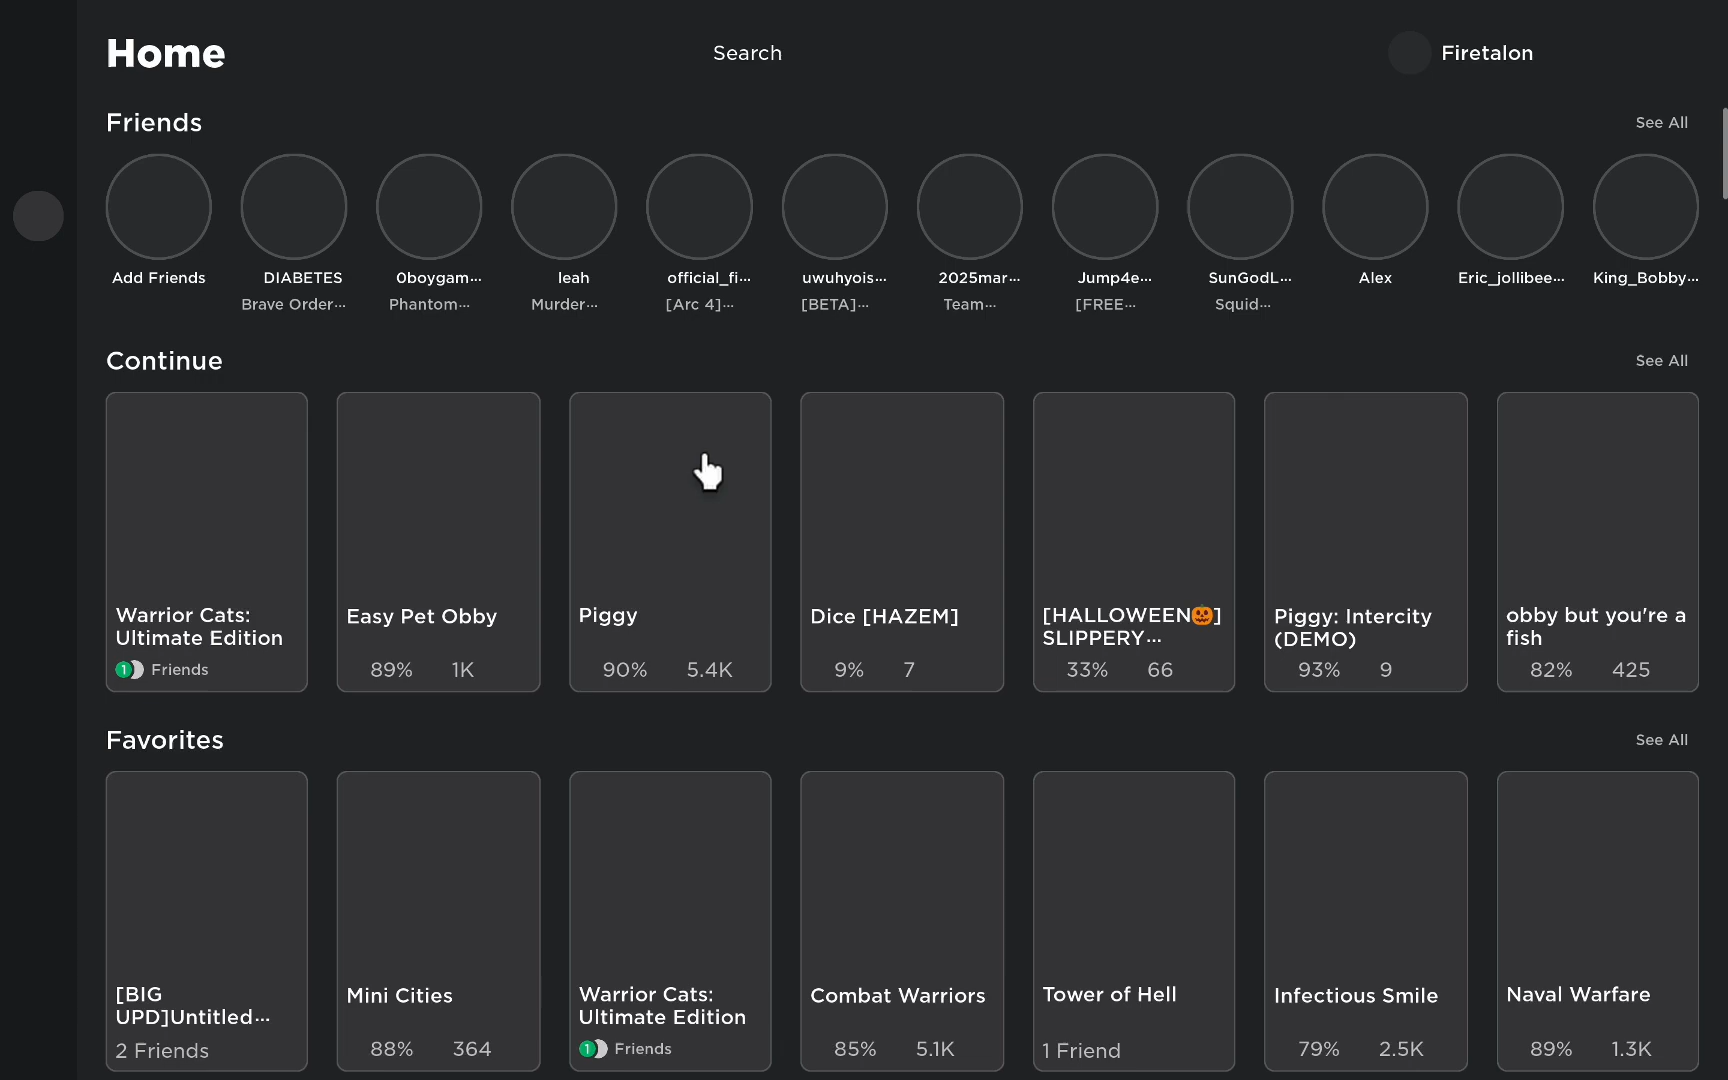 Home
Search
Firetalon
Friends
See All
Add Friends
DIABETES
0boygam...
leah
official_fi...
uwuhyois...
2025mar...
Jump4e...
SunGodL...
Alex
Eric_jollibee...
King_Bobby...
Brave Order...
Phantom...
Murder...
[Arc 4]...
[BETA]...
Team...
[FREE...
Squid...
Continue
See All
Warrior Cats:
Ultimate Edition
1 Friends
Easy Pet Obby
89% 1K
Piggy
90% 5.4K
Dice [HAZEM]
9% 7
[HALLOWEEN🎃]
SLIPPERY...
33% 66
Piggy: Intercity
(DEMO)
93% 9
obby but you're a
fish
82% 425
Favorites
See All
[BIG
UPD]Untitled...
2 Friends
Mini Cities
88% 364
Warrior Cats:
Ultimate Edition
1 Friends
Combat Warriors
85% 5.1K
Tower of Hell
1 Friend
Infectious Smile
79% 2.5K
Naval Warfare
89% 1.3K